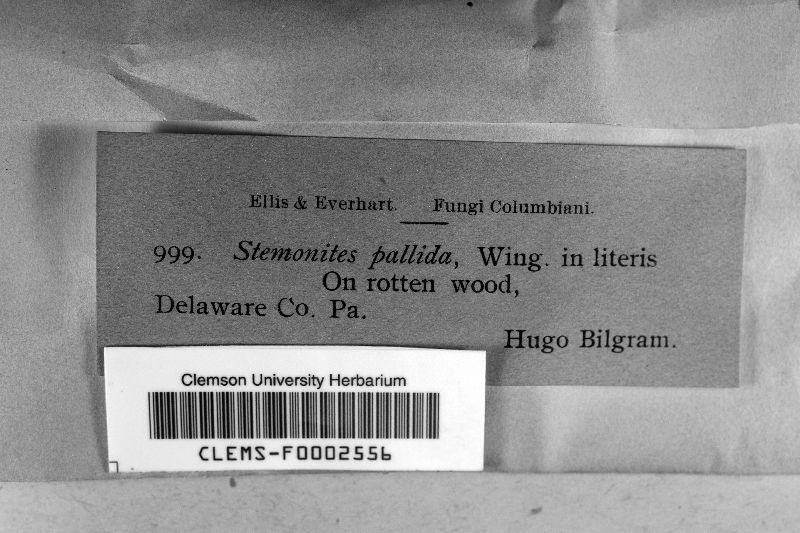 Ellis & Everhart. Fungi Columbiani.
999. Stemonites pallida, Wing. in literis
On rotten wood,
Delaware Co. Pa.
Hugo Bilgram.
Clemson University Herbarium
CLEMS-F0002556